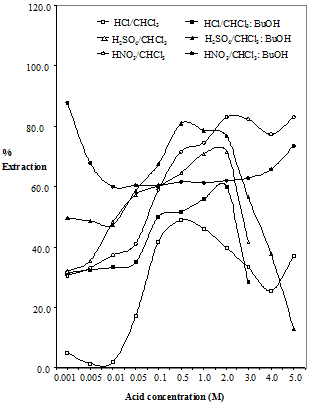 HCl/CHCl3
HCl/CHCl3: BuOH
H2SO4/CHCl3
H2SO4/CHCl3: BuOH
HNO3/CHCl3
HNO3/CHCl3: BuOH
120.0
100.0
80.0
%
Extraction
60.0
40.0
20.0
0.0
0.001 0.005 0.01 0.05 0.1 0.5 1.0 2.0 3.0 4.0 5.0
Acid concentration (M)